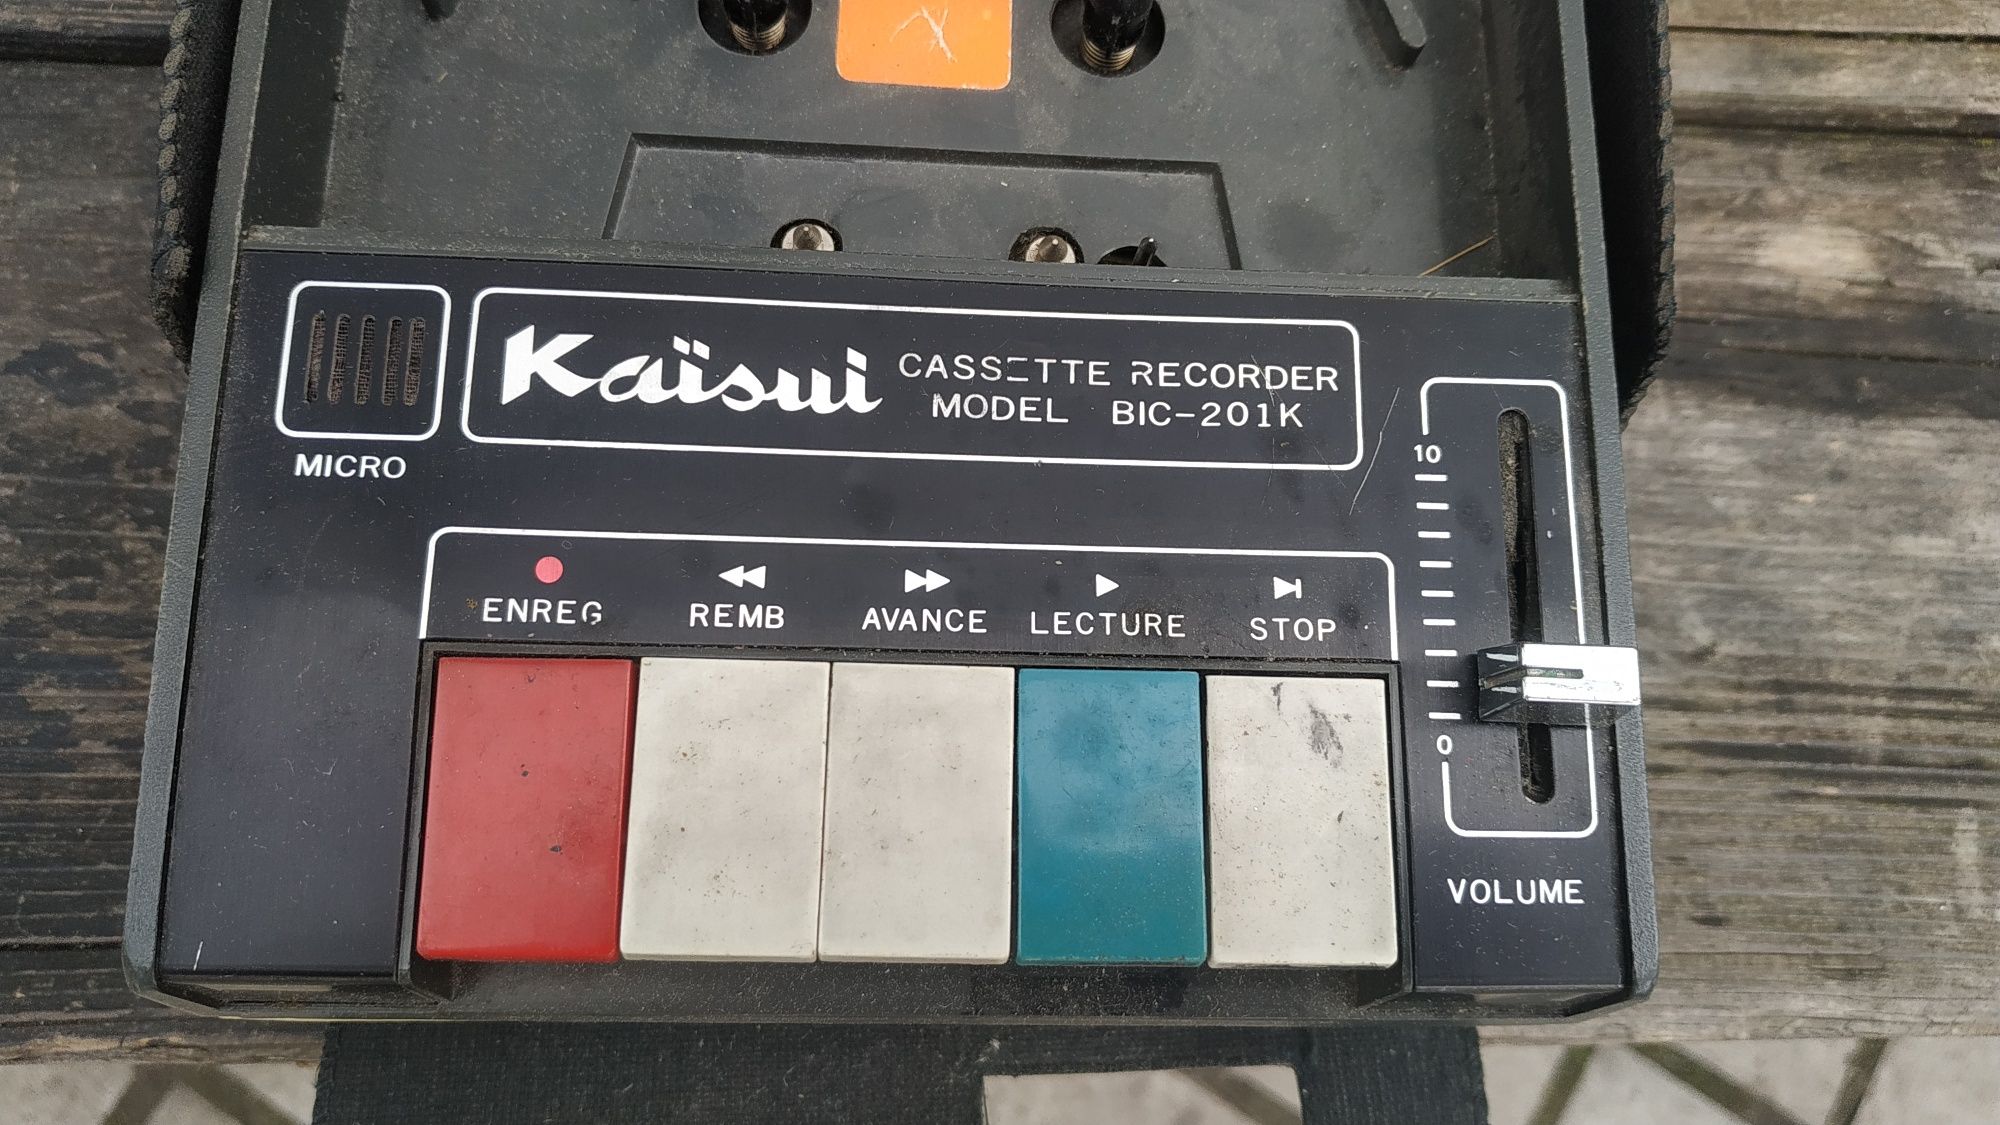 Kaïsui
CASSETTE RECORDER
MODEL BIC-201K
MICRO
10
ENREG
REMB
AVANCE
LECTURE
STOP
0
VOLUME